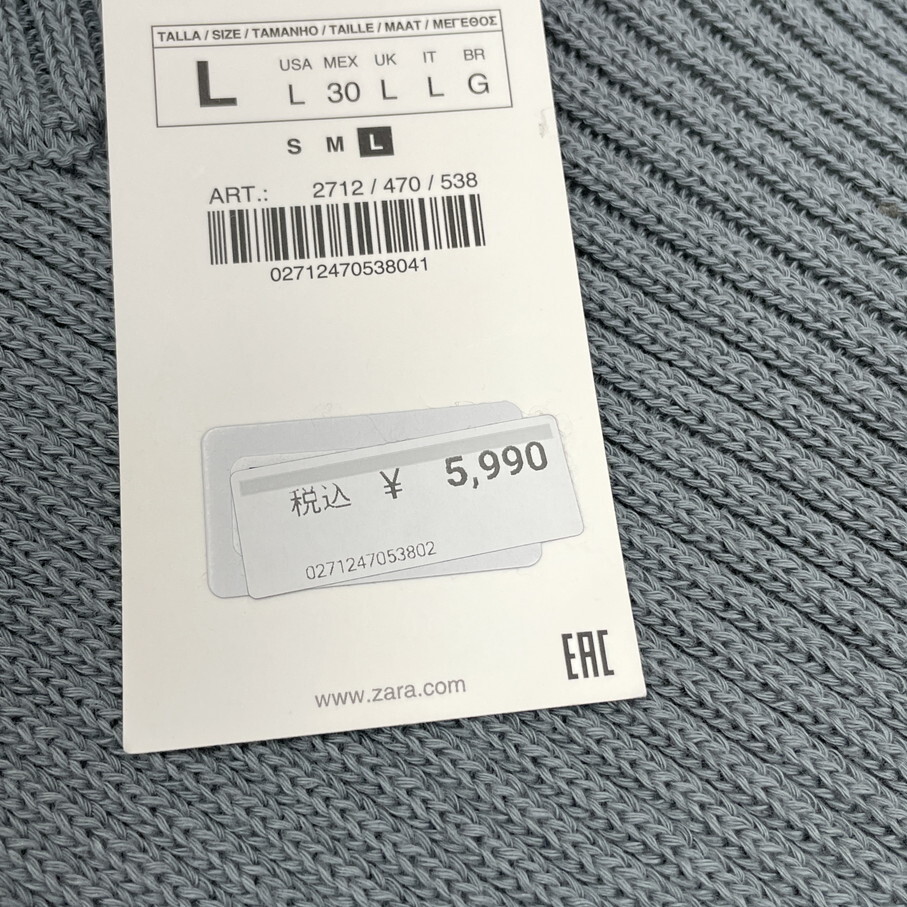 TALLA / SIZE / TAMANHO / TAILLE / MAAT / ΜΕΓΕΘΟΣ
USA MEX UK IT BR
L L 30 L L G
S M L
ART.: 2712 / 470 / 538
02712470538041
税込 ¥ 5,990
0271247053802
EAC
www.zara.com